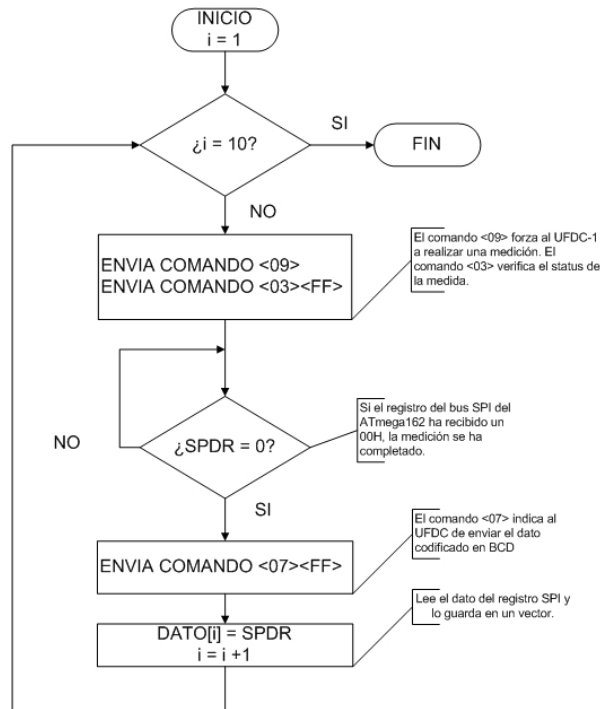 INICIO
i = 1
¿i = 10?
SI
FIN
NO
ENVIA COMANDO <09>
ENVIA COMANDO <03><FF>
El comando <09> forza al UFDC-1
a realizar una medición. El
comando <03> verifica el status de
la medida.
¿SPDR = 0?
NO
Si el registro del bus SPI del
ATmega162 ha recibido un
00H, la medición se ha
completado.
SI
ENVIA COMANDO <07><FF>
El comando <07> indica al
UFDC de enviar el dato
codificado en BCD
DATO[i] = SPDR
i = i +1
Lee el dato del registro SPI y
lo guarda en un vector.